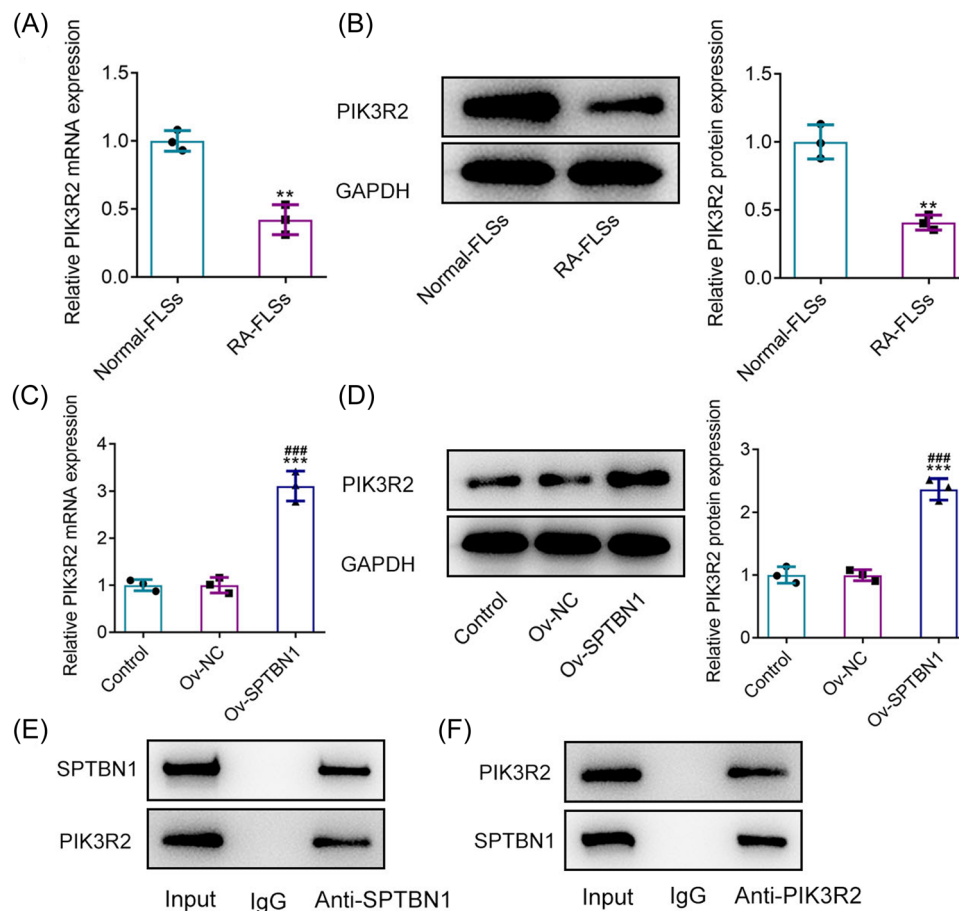 (A)
Relative PIK3R2 mRNA expression
1.5
1.0
0.5
0.0
**
Normal-FLSs
RA-FLSs
(B)
PIK3R2
GAPDH
Normal-FLSs
RA-FLSs
Relative PIK3R2 protein expression
1.5
1.0
0.5
0.0
**
Normal-FLSs
RA-FLSs
(C)
Relative PIK3R2 mRNA expression
4
3
2
1
0
###
***
Control
Ov-NC
Ov-SPTBN1
(D)
PIK3R2
GAPDH
Control
Ov-NC
Ov-SPTBN1
Relative PIK3R2 protein expression
3
2
1
0
###
***
Control
Ov-NC
Ov-SPTBN1
(E)
SPTBN1
PIK3R2
Input IgG Anti-SPTBN1
(F)
PIK3R2
SPTBN1
Input IgG Anti-PIK3R2